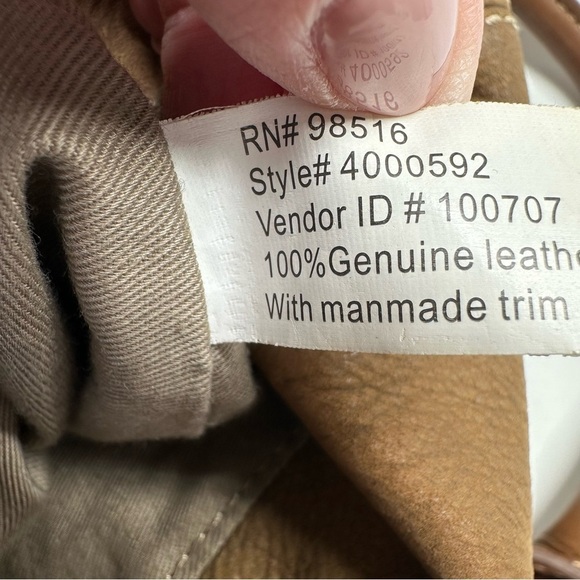 RN# 98516
Style# 4000592
Vendor ID # 100707
100%Genuine leathe
With manmade trim